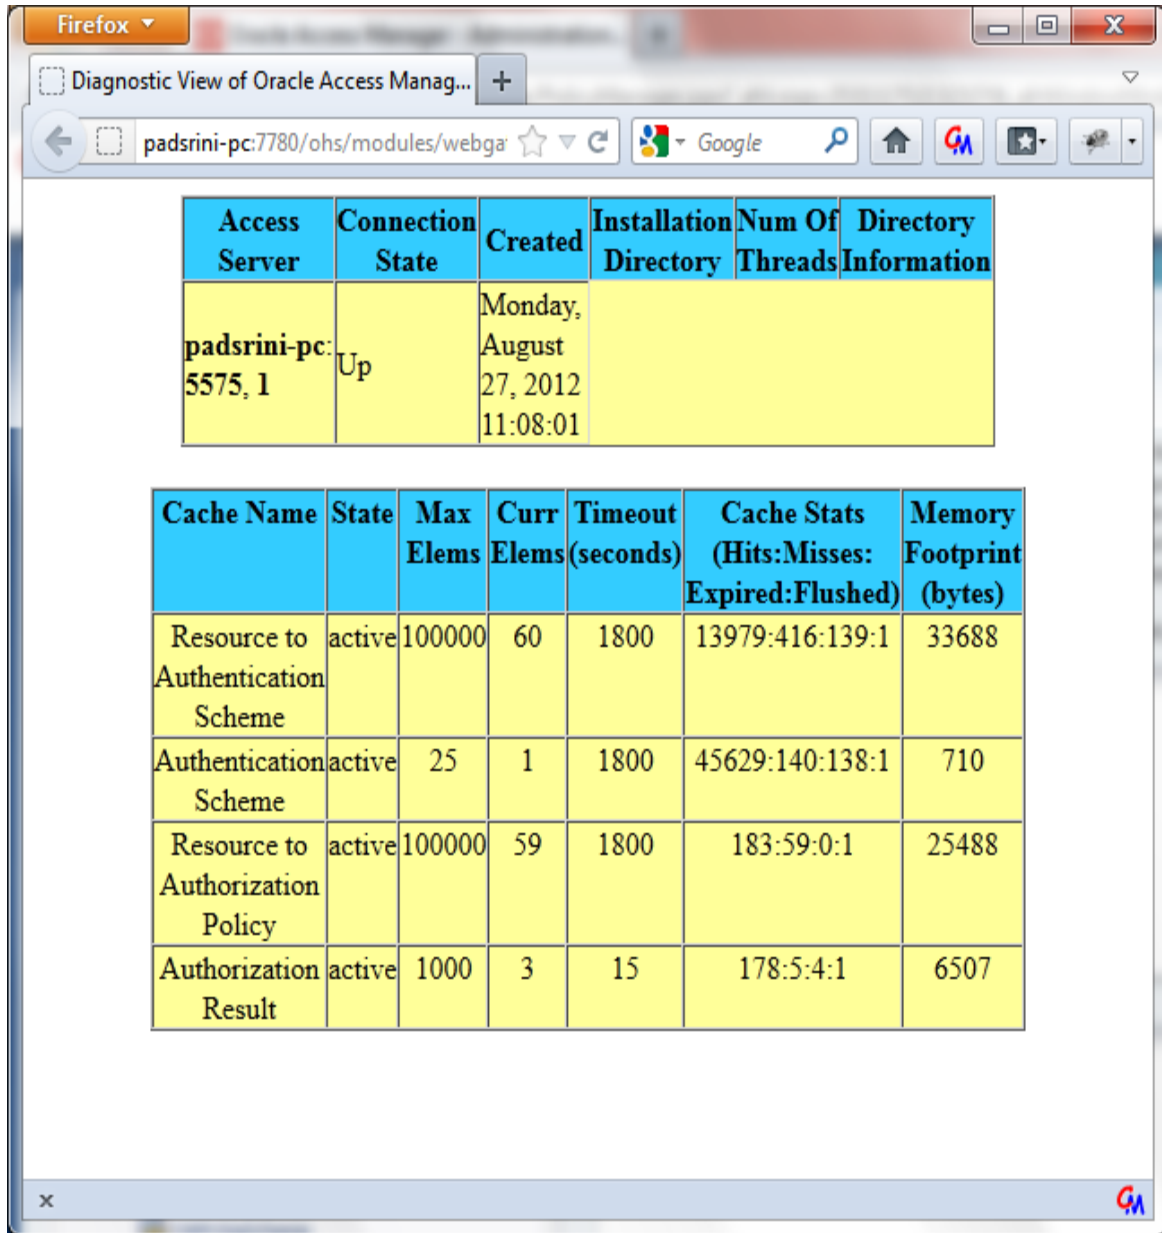 Firefox
Diagnostic View of Oracle Access Manag...
padsrini-pc:7780/ohs/modules/webga
Google
Access Server
Connection State
Created
Installation Directory
Num Of Threads
Directory Information
padsrini-pc:
5575, 1
Up
Monday,
August
27, 2012
11:08:01
Cache Name State Max Elems Curr Elems Timeout (seconds) Cache Stats (Hits:Misses: Expired:Flushed) Memory Footprint (bytes)
Resource to Authentication Scheme active 100000 60 1800 13979:416:139:1 33688
Authentication Scheme active 25 1 1800 45629:140:138:1 710
Resource to Authorization Policy active 100000 59 1800 183:59:0:1 25488
Authorization Result active 1000 3 15 178:5:4:1 6507